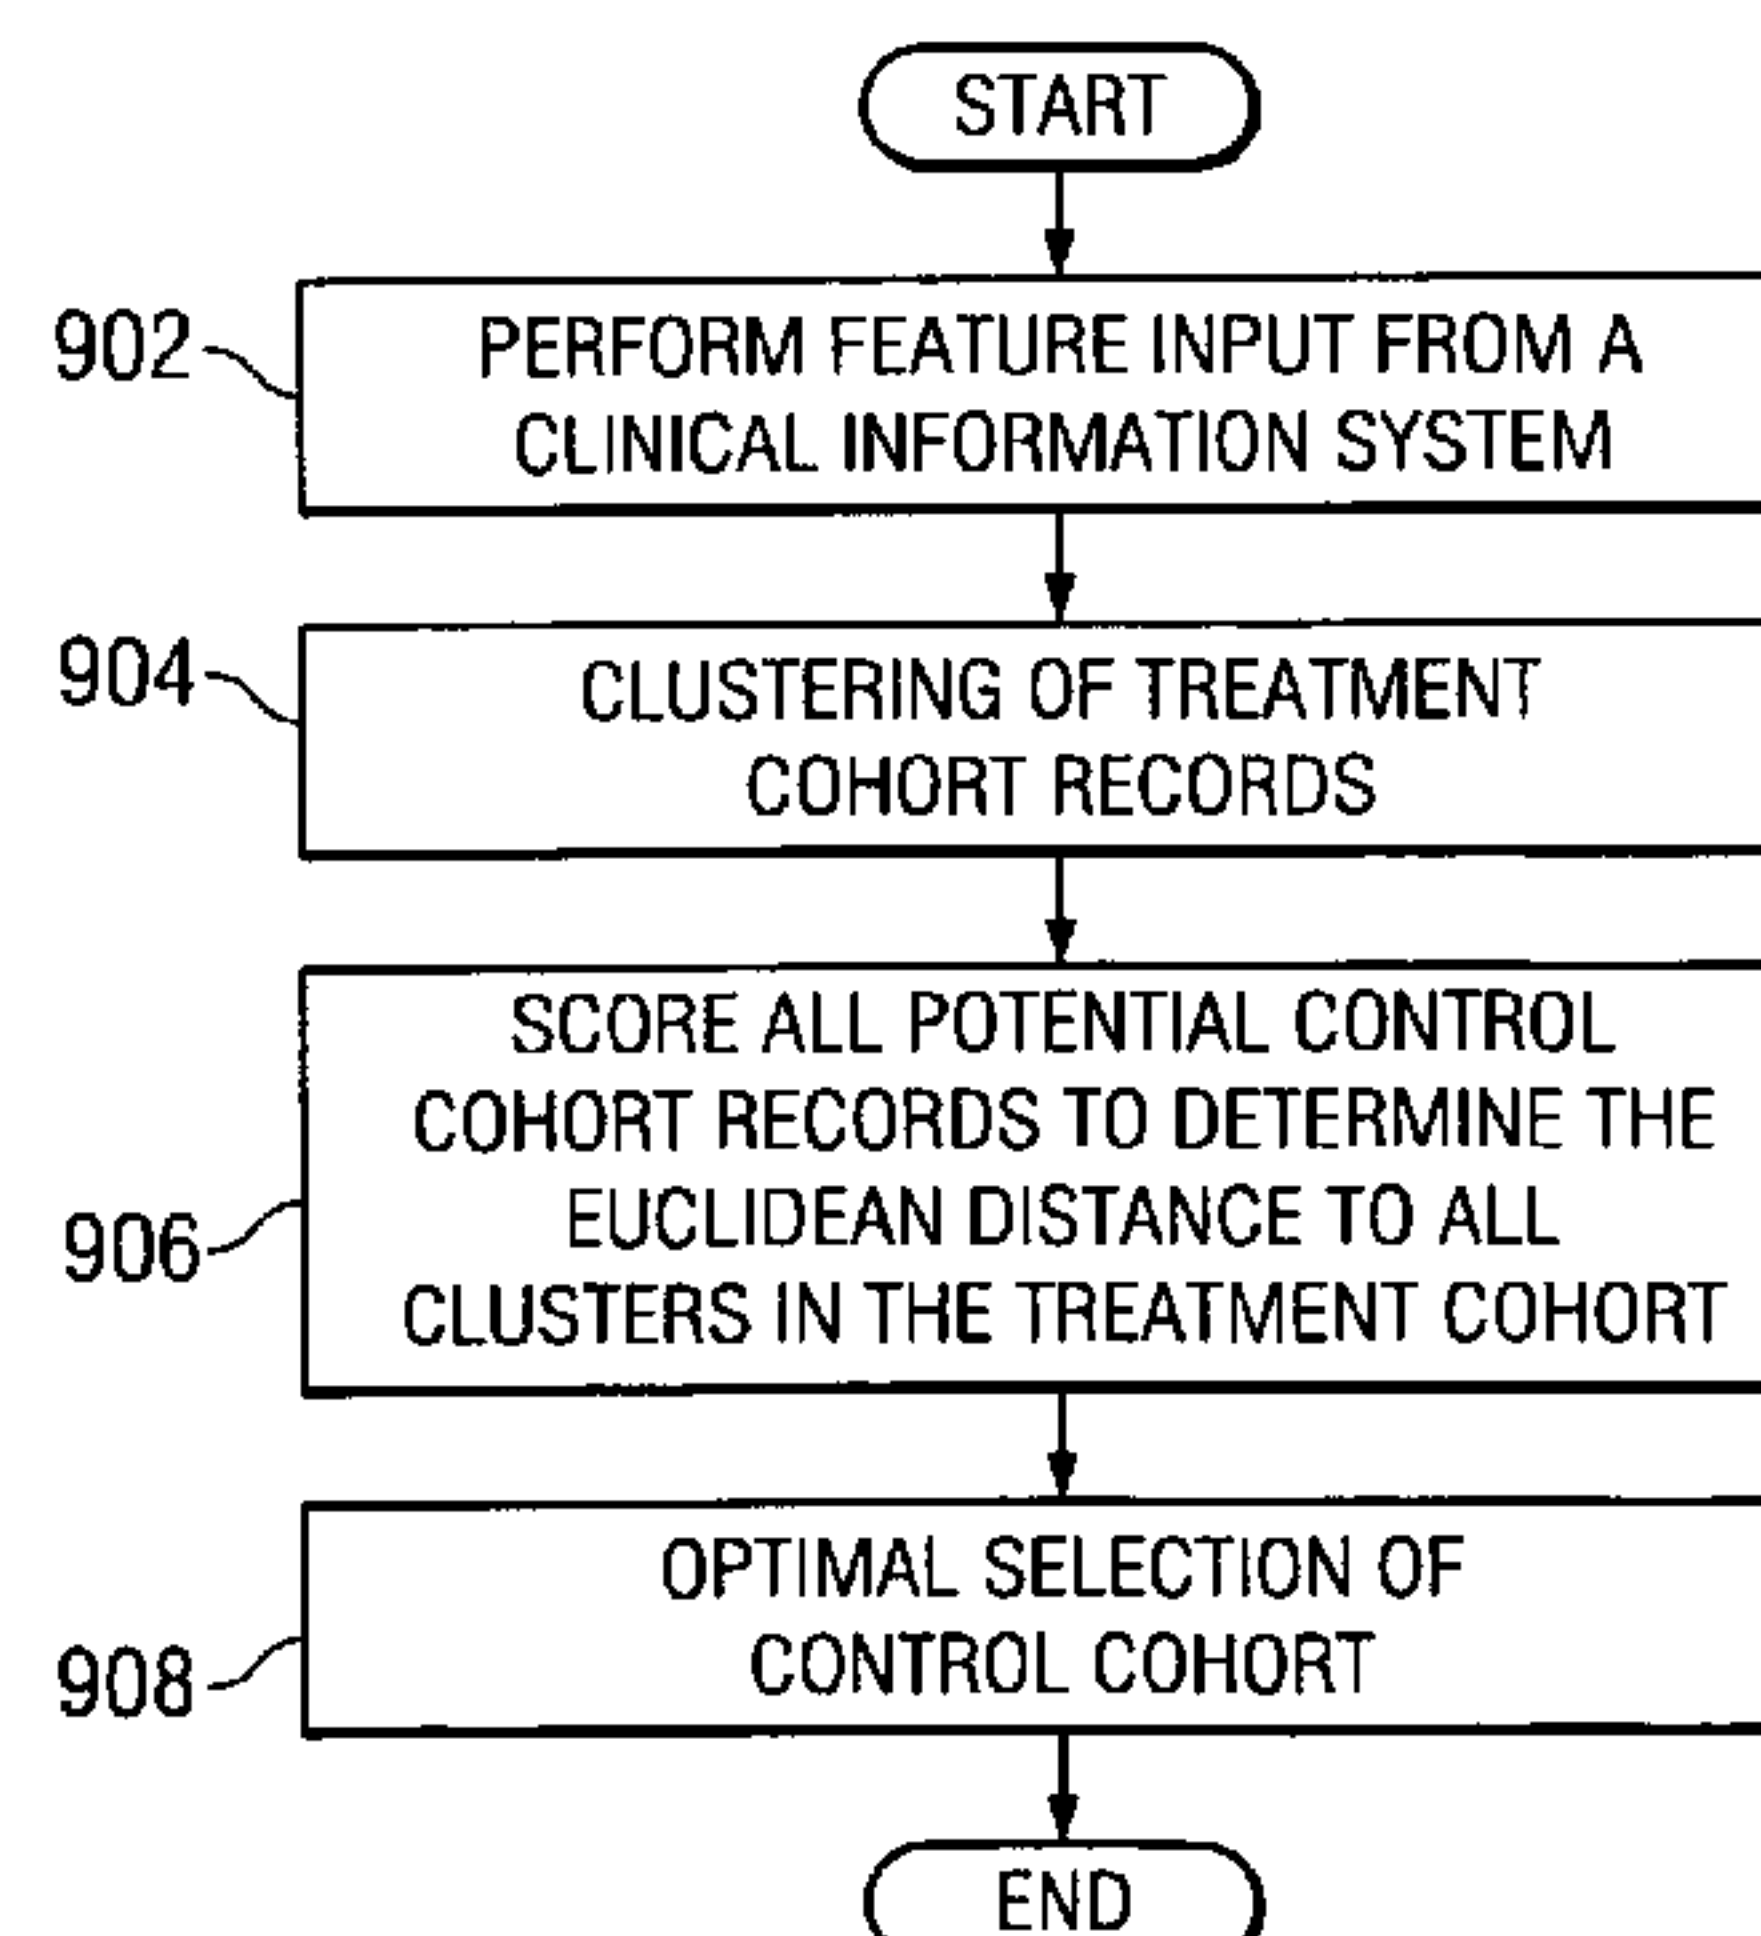 START
902
PERFORM FEATURE INPUT FROM A
CLINICAL INFORMATION SYSTEM
904
CLUSTERING OF TREATMENT
COHORT RECORDS
SCORE ALL POTENTIAL CONTROL
COHORT RECORDS TO DETERMINE THE
EUCLIDEAN DISTANCE TO ALL
CLUSTERS IN THE TREATMENT COHORT
906
OPTIMAL SELECTION OF
CONTROL COHORT
908
END